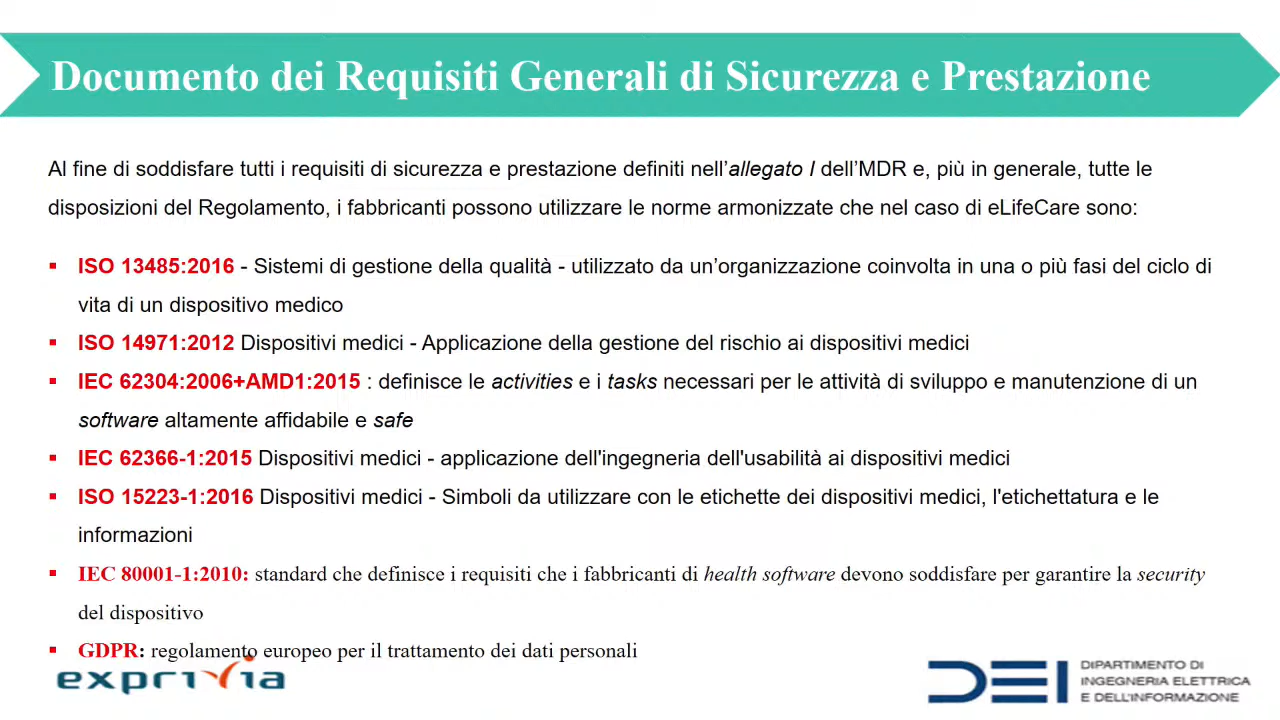 Documento dei Requisiti Generali di Sicurezza e Prestazione
Al fine di soddisfare tutti i requisiti di sicurezza e prestazione definiti nell’allegato I dell’MDR e, più in generale, tutte le
disposizioni del Regolamento, i fabbricanti possono utilizzare le norme armonizzate che nel caso di eLifeCare sono:
▪ ISO 13485:2016 - Sistemi di gestione della qualità - utilizzato da un’organizzazione coinvolta in una o più fasi del ciclo di
vita di un dispositivo medico
▪ ISO 14971:2012 Dispositivi medici - Applicazione della gestione del rischio ai dispositivi medici
▪ IEC 62304:2006+AMD1:2015 : definisce le activities e i tasks necessari per le attività di sviluppo e manutenzione di un
software altamente affidabile e safe
▪ IEC 62366-1:2015 Dispositivi medici - applicazione dell'ingegneria dell'usabilità ai dispositivi medici
▪ ISO 15223-1:2016 Dispositivi medici - Simboli da utilizzare con le etichette dei dispositivi medici, l'etichettatura e le
informazioni
▪ IEC 80001-1:2010: standard che definisce i requisiti che i fabbricanti di health software devono soddisfare per garantire la security
del dispositivo
▪ GDPR: regolamento europeo per il trattamento dei dati personali
exprivia
DEI
DIPARTIMENTO DI
INGEGNERIA ELETTRICA
E DELL'INFORMAZIONE